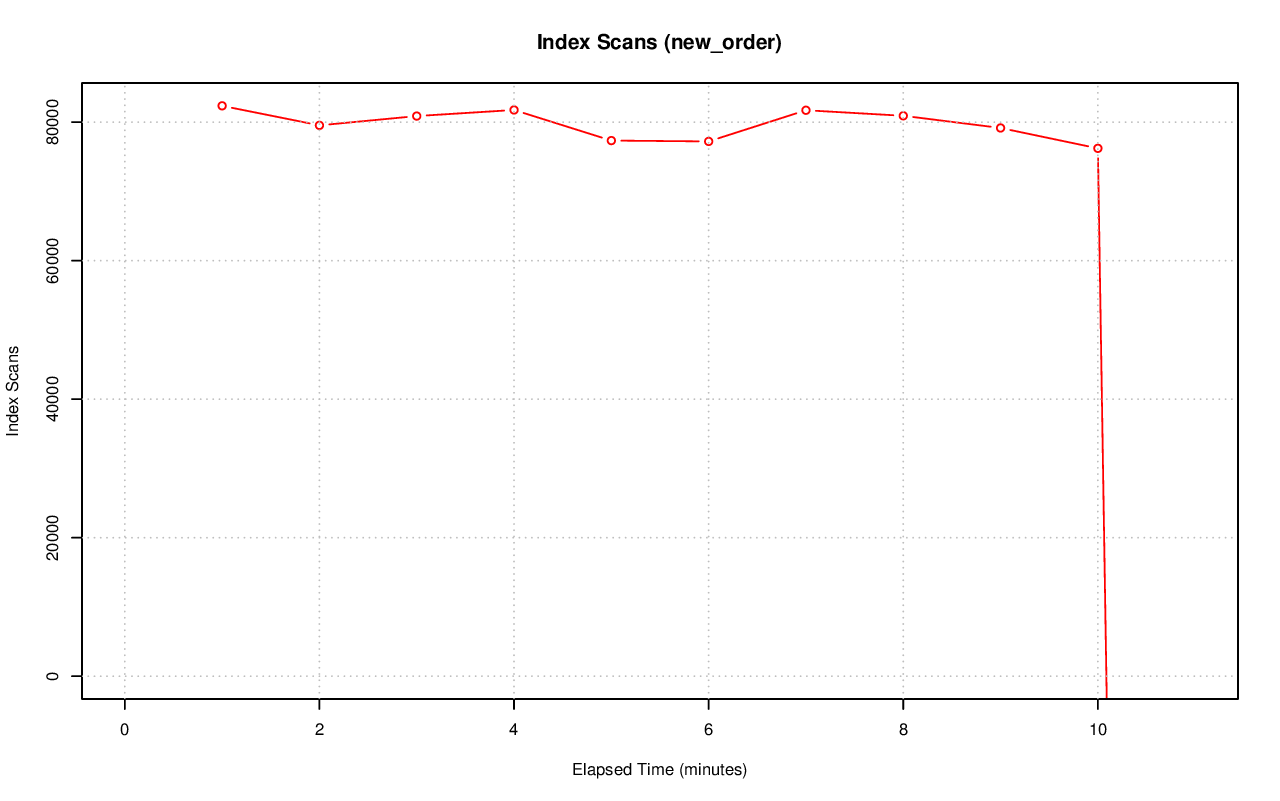 Index Scans (new_order)
Index Scans
80000
60000
40000
20000
0
0 2 4 6 8 10
Elapsed Time (minutes)